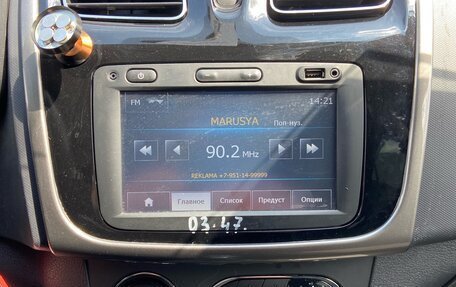 FM
14:21
MARUSYA Поп-муз.
90.2 MHz
REKLAMA +7-951-14-99999
Главное Список Предуст Опции
03.47.